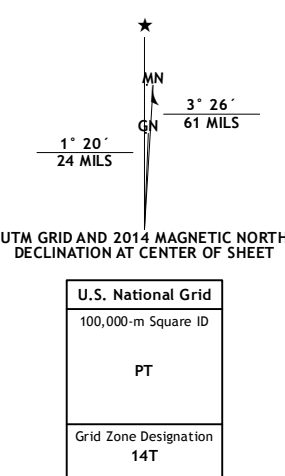 ★
MN
3° 26´
61 MILS
GN
1° 20´
24 MILS
UTM GRID AND 2014 MAGNETIC NORTH
DECLINATION AT CENTER OF SHEET
U.S. National Grid
100,000-m Square ID
PT
Grid Zone Designation
14T